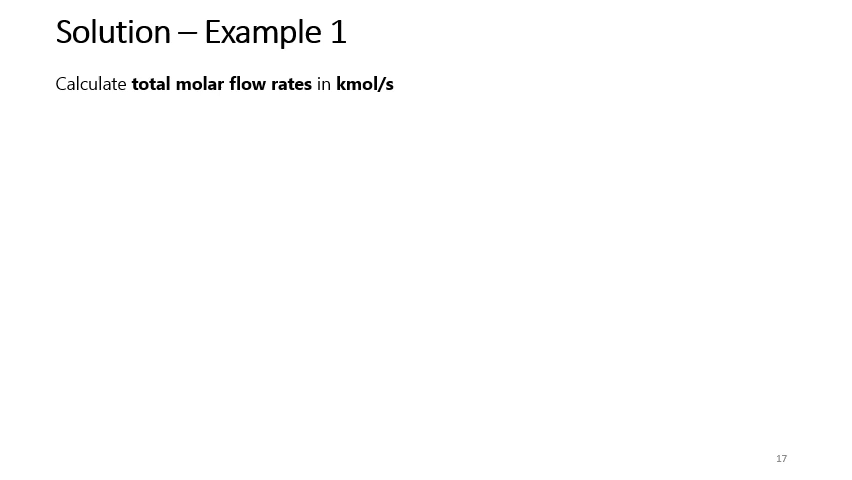 Solution – Example 1
Calculate total molar flow rates in kmol/s
17